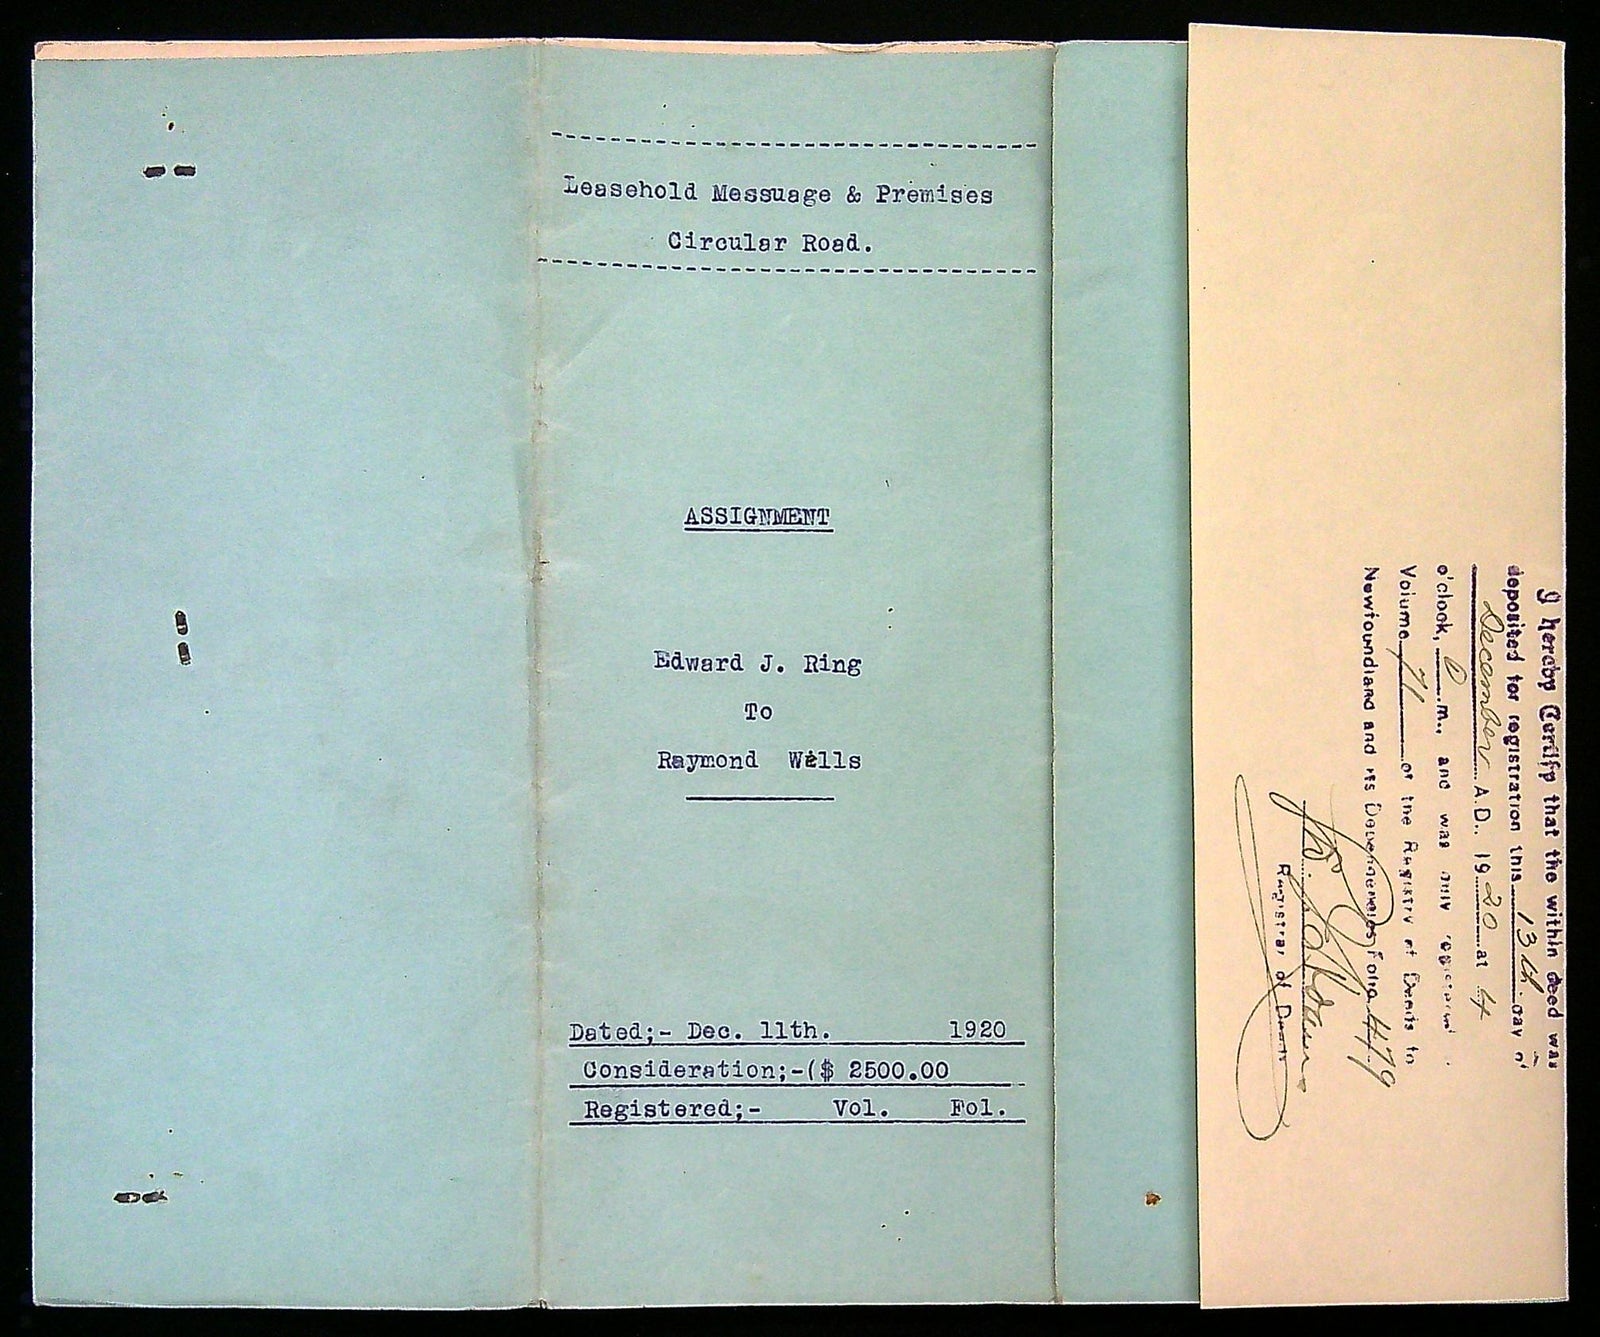 Leasehold Messuage & Premises
Circular Road.
ASSIGNMENT
Edward J. Ring
To
Raymond Wills
Dated;- Dec. 11th. 1920
Consideration;-($ 2500.00
Registered;- Vol. Fol.
I hereby Certify that the within deed was
deposited for registration this 13th day of
December A.D. 1920 at 4
o'clock, P.m., and was duly registered
Volume 71 of the Registry of Deeds in
Newfoundland and its Dependencies Folio 479
Registrar of Deeds